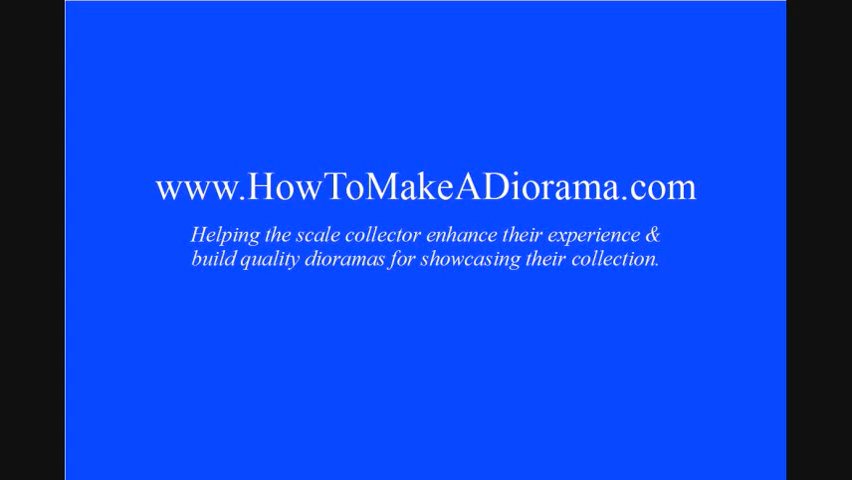 www.HowToMakeADiorama.com
Helping the scale collector enhance their experience &
build quality dioramas for showcasing their collection.